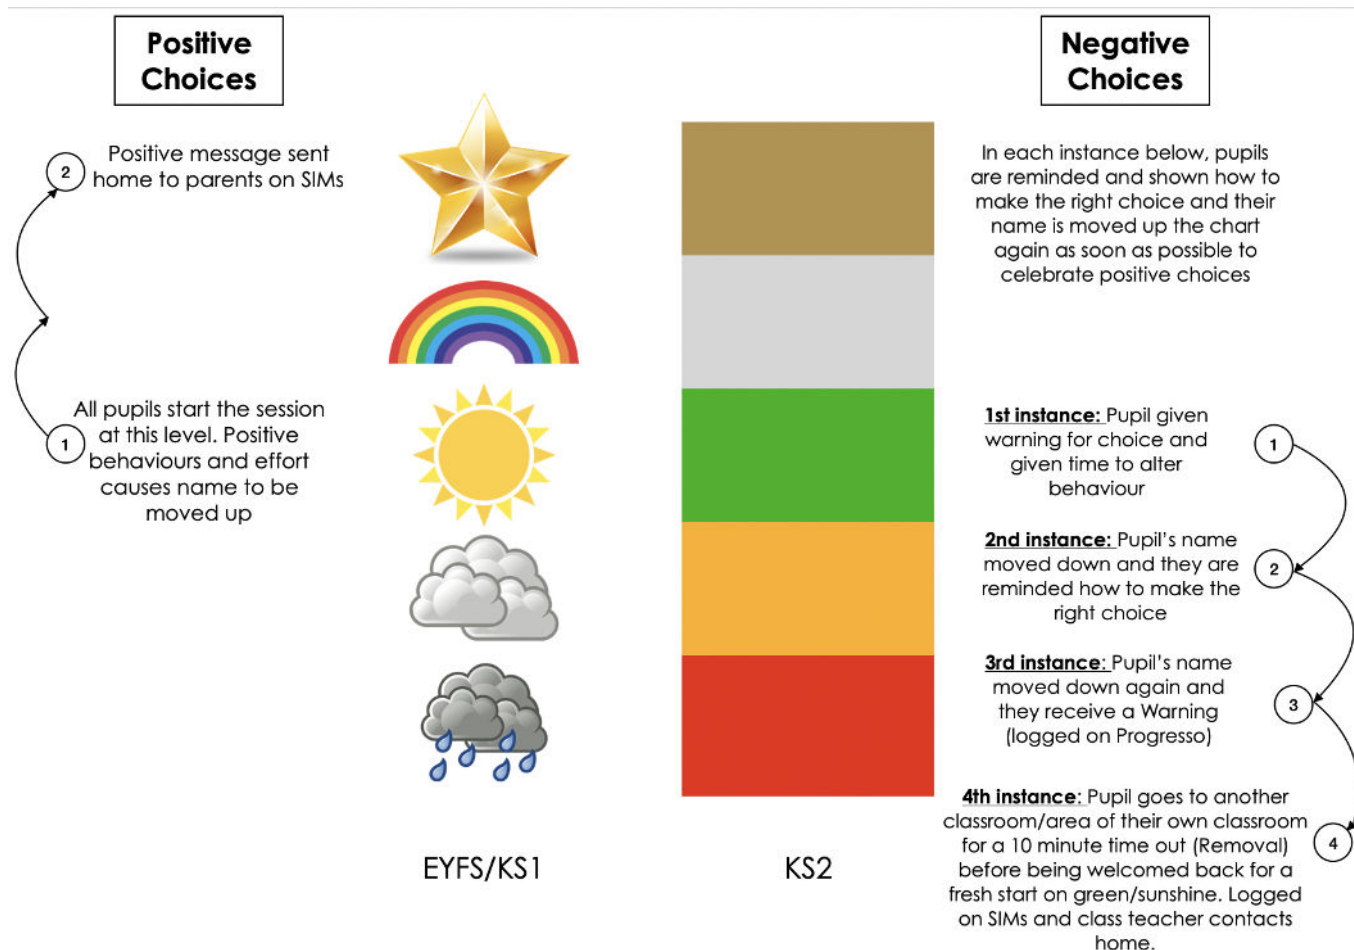 Positive
Choices
2
Positive message sent
home to parents on SIMs
1
All pupils start the session
at this level. Positive
behaviours and effort
causes name to be
moved up
EYFS/KS1
KS2
Negative
Choices
In each instance below, pupils
are reminded and shown how to
make the right choice and their
name is moved up the chart
again as soon as possible to
celebrate positive choices
1st instance: Pupil given
warning for choice and
given time to alter
behaviour
1
2nd instance: Pupil's name
moved down and they are
reminded how to make the
right choice
2
3rd instance: Pupil's name
moved down again and
they receive a Warning
(logged on Progresso)
3
4th instance: Pupil goes to another
classroom/area of their own classroom
for a 10 minute time out (Removal)
before being welcomed back for a
fresh start on green/sunshine. Logged
on SIMs and class teacher contacts
home.
4